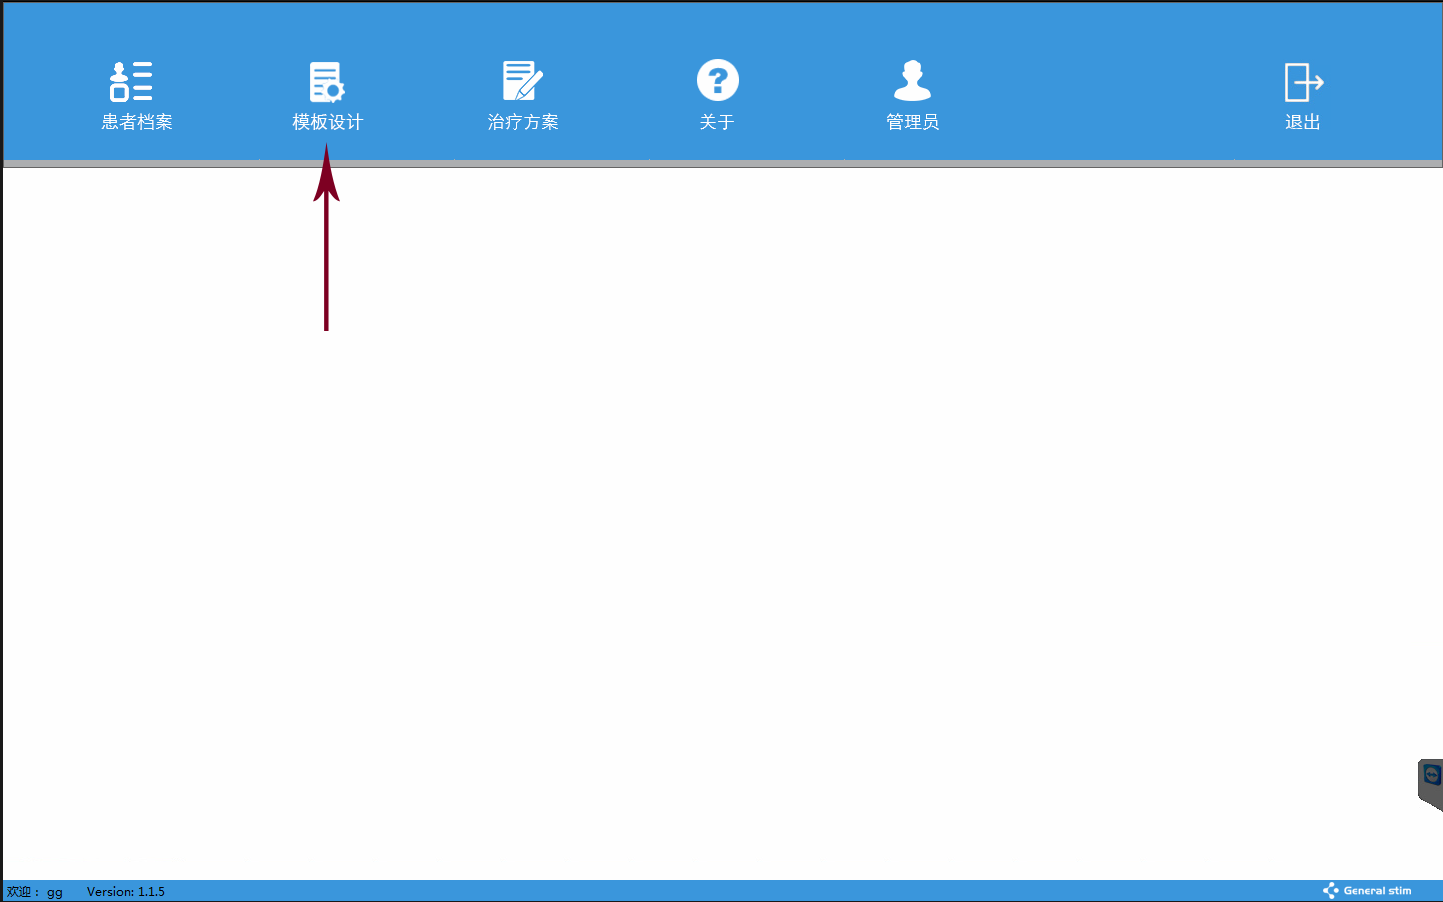 患者档案
模板设计
治疗方案
关于
管理员
退出
欢迎： gg Version: 1.1.5
General stim